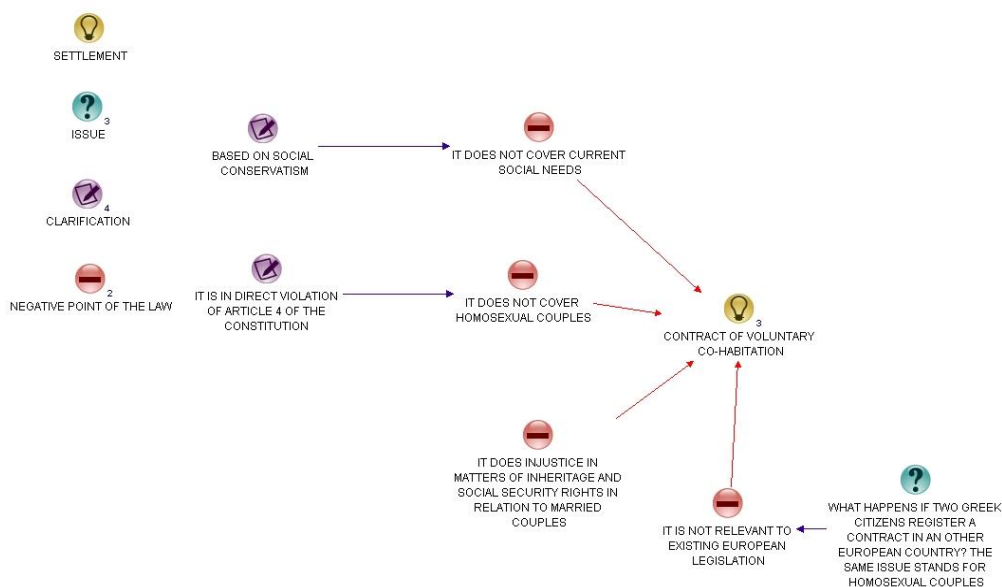 SETTLEMENT
?
3
ISSUE
4
CLARIFICATION
2
NEGATIVE POINT OF THE LAW
BASED ON SOCIAL
CONSERVATISM
IT DOES NOT COVER CURRENT
SOCIAL NEEDS
IT IS IN DIRECT VIOLATION
OF ARTICLE 4 OF THE
CONSTITUTION
IT DOES NOT COVER
HOMOSEXUAL COUPLES
3
CONTRACT OF VOLUNTARY
CO-HABITATION
IT DOES INJUSTICE IN
MATTERS OF INHERITAGE AND
SOCIAL SECURITY RIGHTS IN
RELATION TO MARRIED
COUPLES
IT IS NOT RELEVANT TO
EXISTING EUROPEAN
LEGISLATION
?
WHAT HAPPENS IF TWO GREEK
CITIZENS REGISTER A
CONTRACT IN AN OTHER
EUROPEAN COUNTRY? THE
SAME ISSUE STANDS FOR
HOMOSEXUAL COUPLES